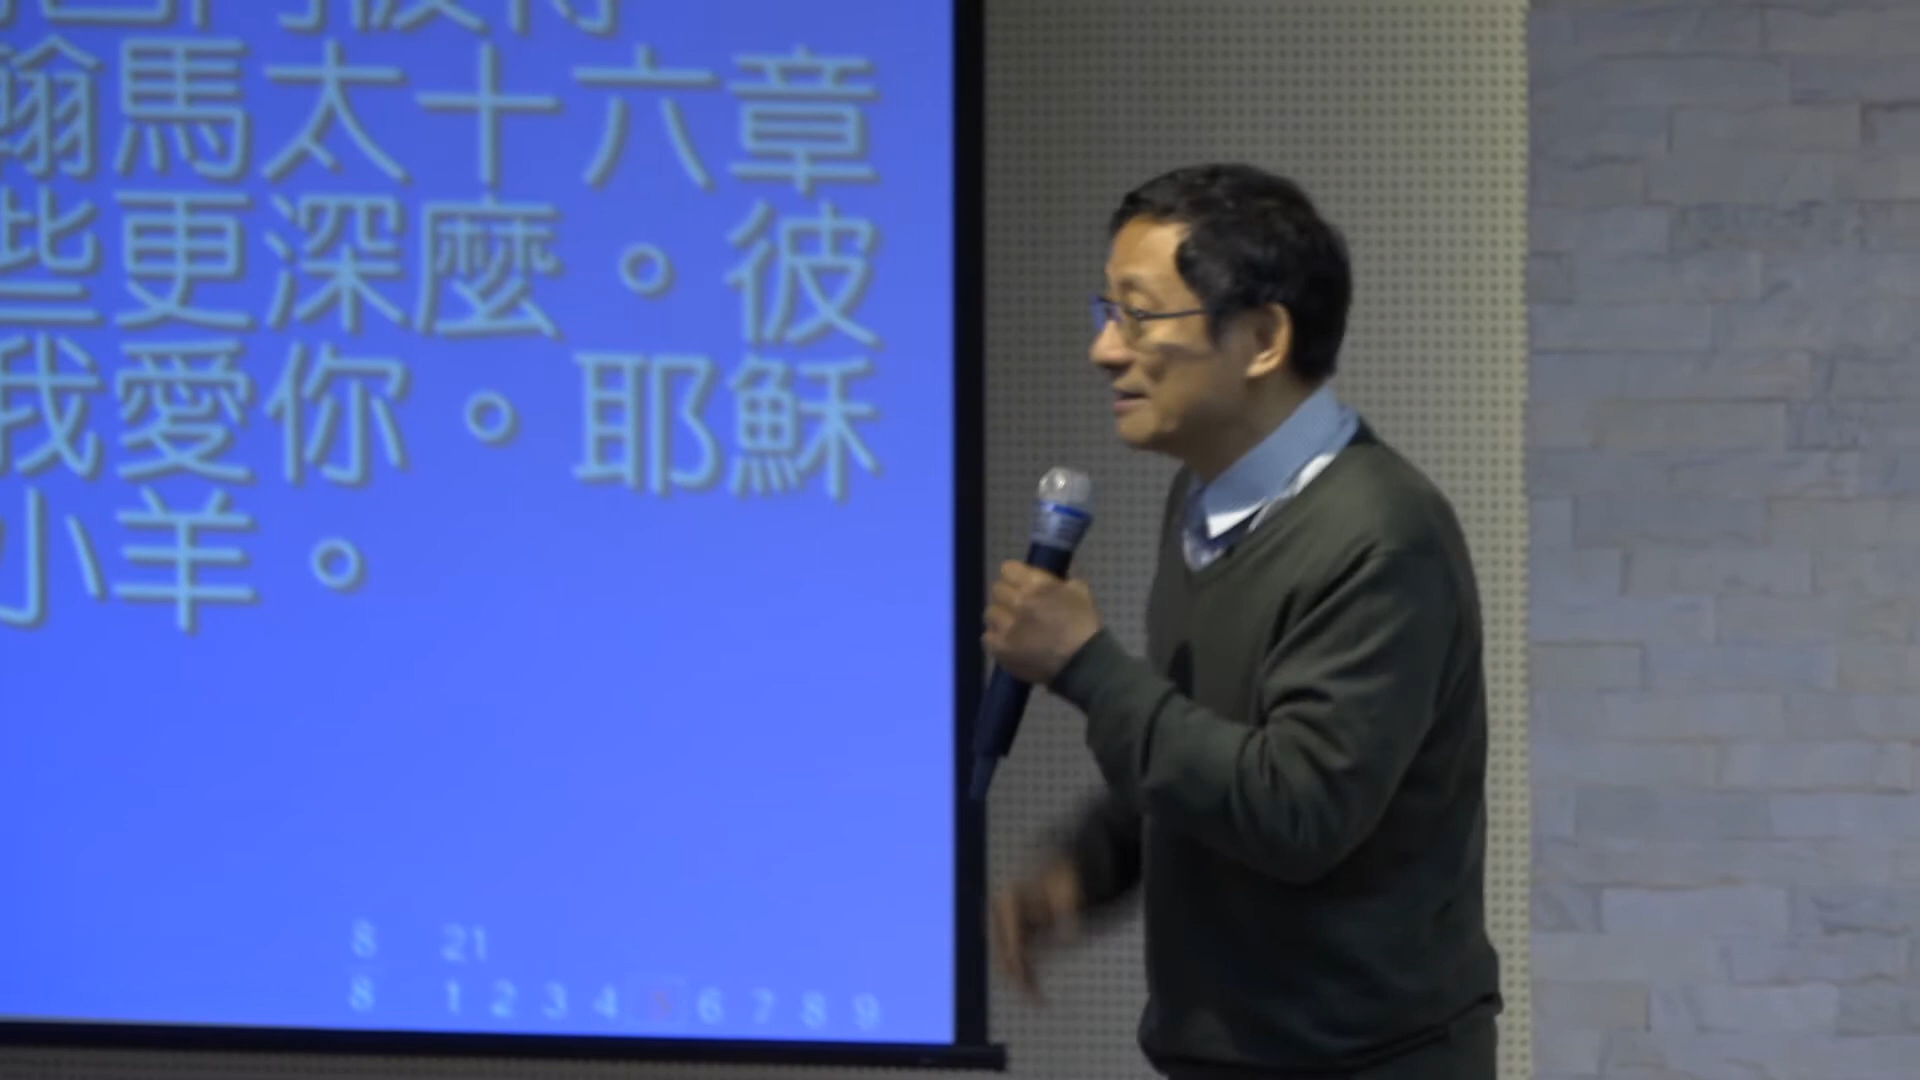 翰馬太十六章
些更深麼。彼
我愛你。耶穌
小羊。
8 21
8 1 2 3 4 5 6 7 8 9